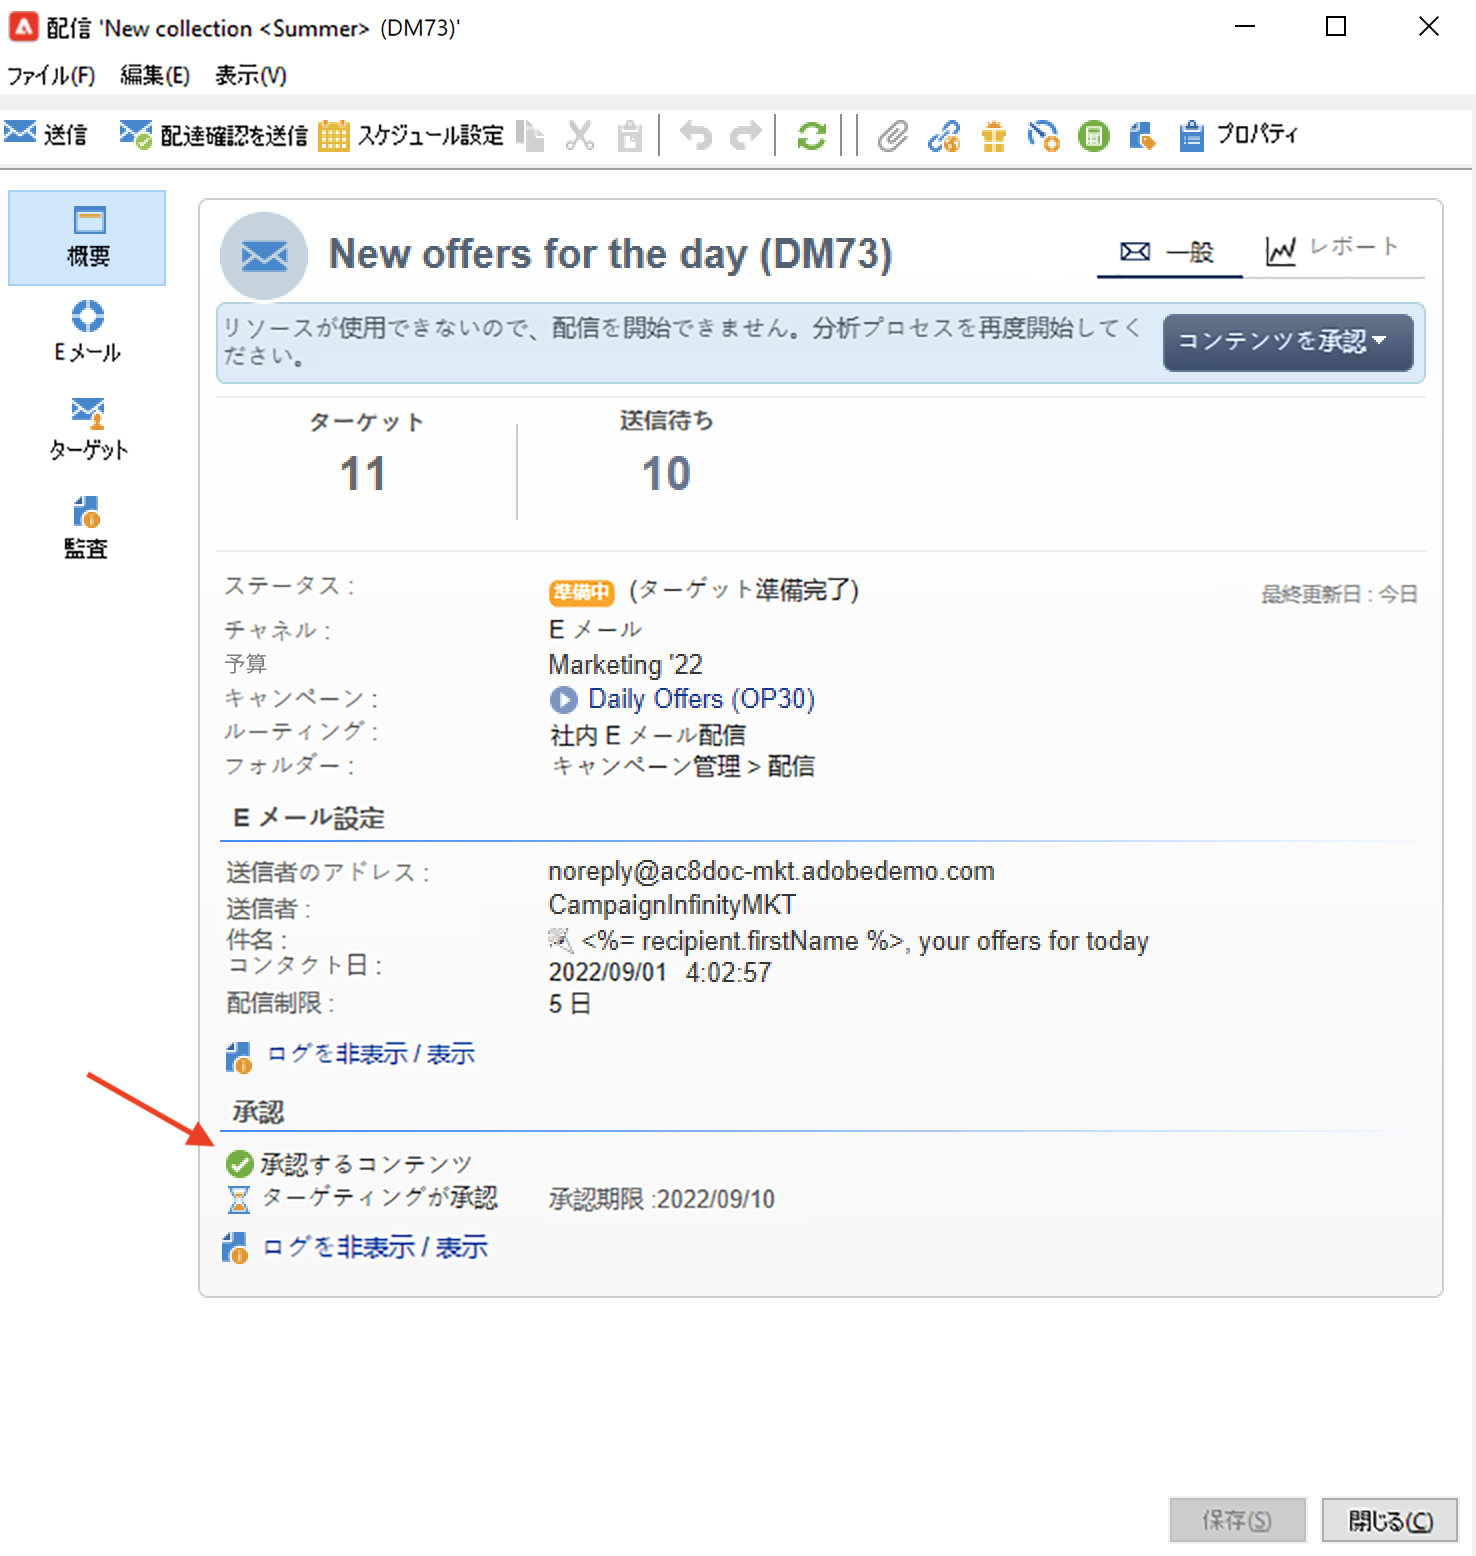 配信 'New collection <Summer> (DM73)'
ファイル(F) 編集(E) 表示(V)
送信 配達確認を送信 スケジュール設定 プロパティ
概要
E メール
ターゲット
監査
New offers for the day (DM73)
一般 レポート
リソースが使用できないので、配信を開始できません。分析プロセスを再度開始してく
ださい。
コンテンツを承認
ターゲット 送信待ち
11 10
ステータス : 準備中 (ターゲット準備完了) 最終更新日 : 今日
チャネル : E メール
予算 Marketing '22
キャンペーン : Daily Offers (OP30)
ルーティング : 社内 E メール配信
フォルダー : キャンペーン管理 > 配信
E メール設定
送信者のアドレス : noreply@ac8doc-mkt.adobedemo.com
送信者 : CampaignInfinityMKT
件名 : <%= recipient.firstName %>, your offers for today
コンタクト日 : 2022/09/01 4:02:57
配信制限 : 5 日
ログを非表示 / 表示
承認
承認するコンテンツ
ターゲティングが承認 承認期限 :2022/09/10
ログを非表示 / 表示
保存(S) 閉じる(C)